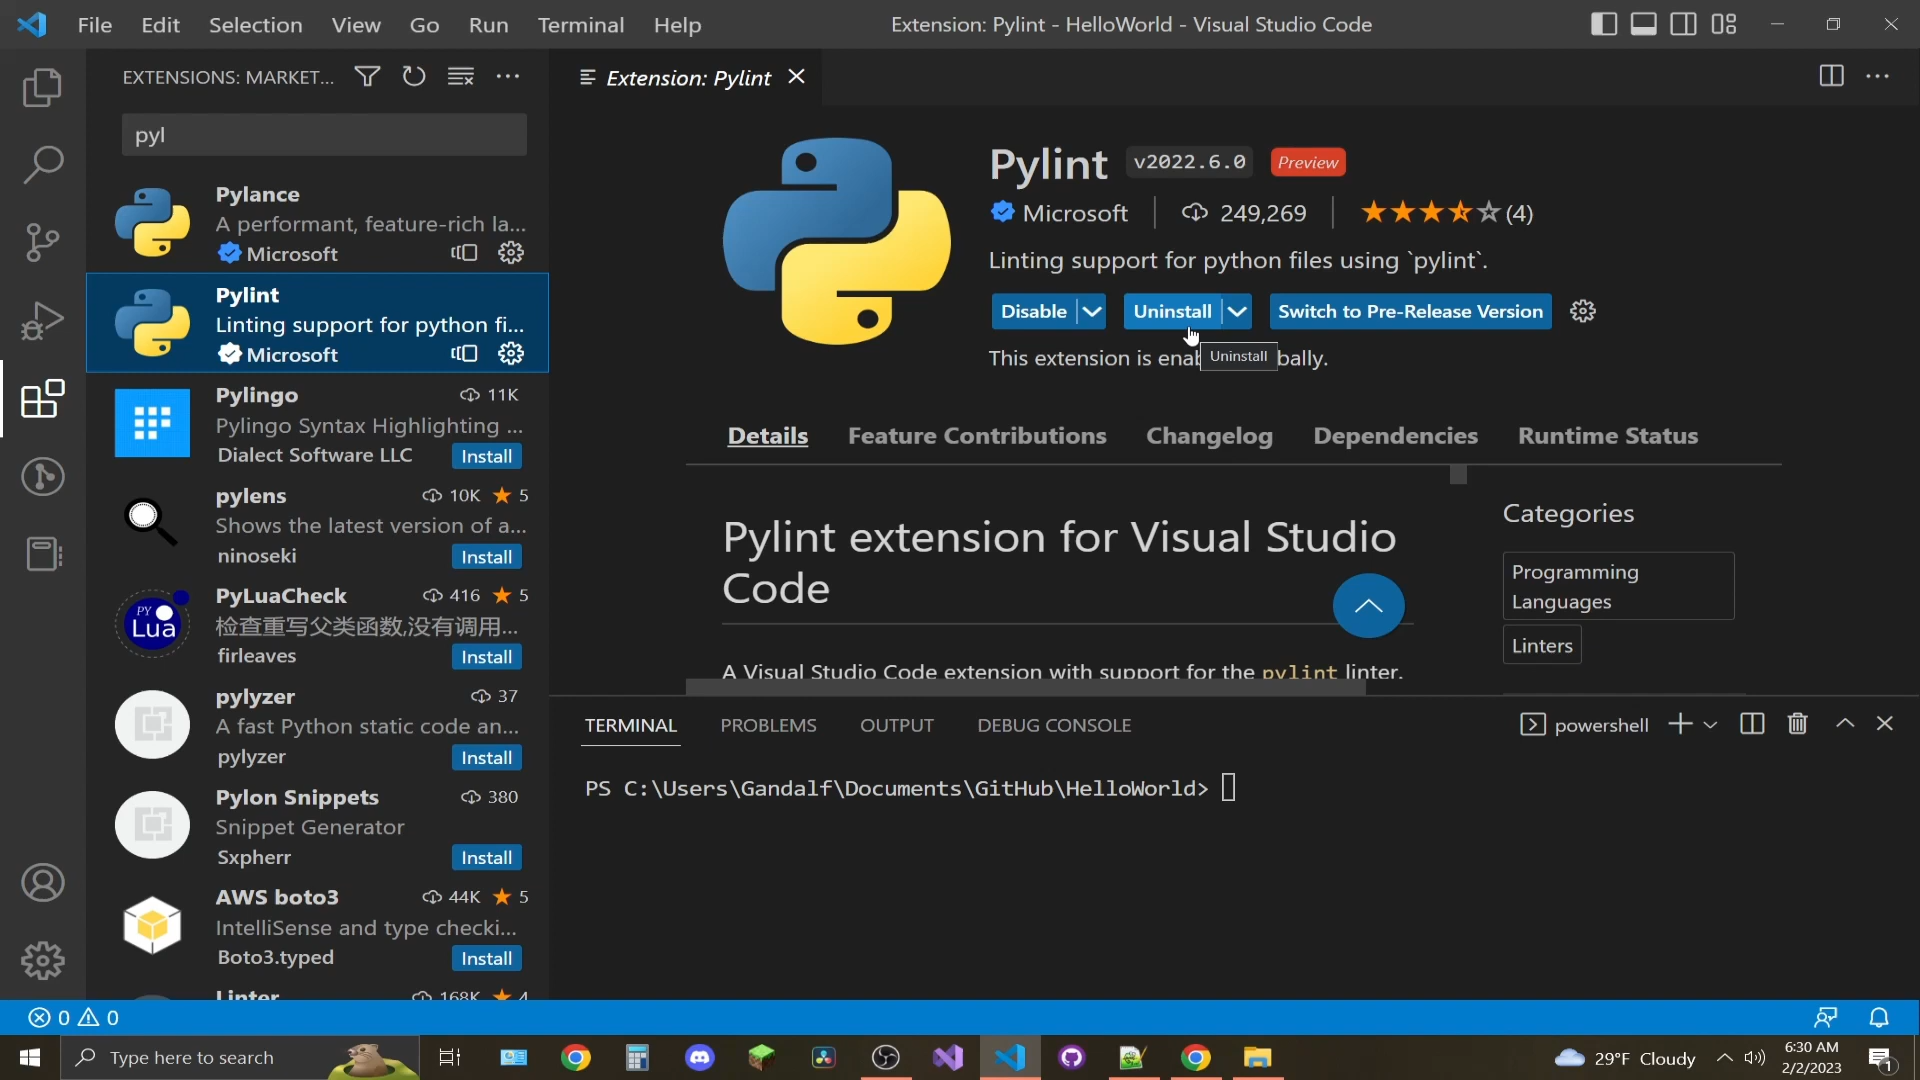 File Edit Selection View Go Run Terminal Help Extension: Pylint - HelloWorld - Visual Studio Code
EXTENSIONS: MARKET...
pyl
Pylance
A performant, feature-rich la...
Microsoft
Pylint
Linting support for python fi...
Microsoft
Pylingo 11K
Pylingo Syntax Highlighting ...
Dialect Software LLC Install
pylens 10K 5
Shows the latest version of a...
ninoseki Install
PY
Lua
PyLuaCheck 416 5
检查重写父类函数,没有调用...
firleaves Install
pylyzer 37
A fast Python static code an...
pylyzer Install
Pylon Snippets 380
Snippet Generator
Sxpherr Install
AWS boto3 44K 5
IntelliSense and type checki...
Boto3.typed Install
Linter 168K 4
Extension: Pylint
Pylint v2022.6.0 Preview
Microsoft 249,269 (4)
Linting support for python files using `pylint`.
Disable Uninstall Switch to Pre-Release Version
This extension is enab bally.
Uninstall
Details Feature Contributions Changelog Dependencies Runtime Status
Pylint extension for Visual Studio
Code
A Visual Studio Code extension with support for the pylint linter.
Categories
Programming
Languages
Linters
TERMINAL PROBLEMS OUTPUT DEBUG CONSOLE powershell
PS C:\Users\Gandalf\Documents\GitHub\HelloWorld>
0 0
Type here to search
29°F Cloudy
6:30 AM
2/2/2023
1